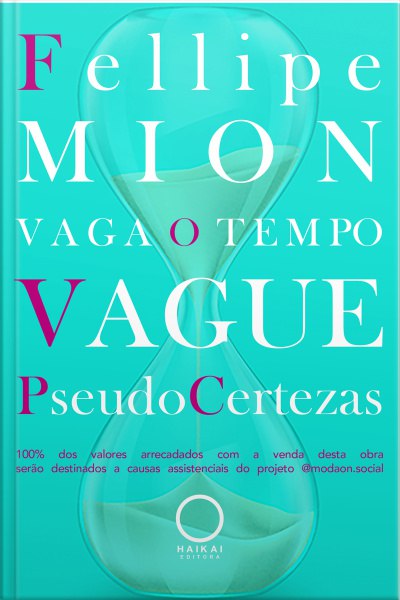 Fellipe
MION
VAGA O TEMPO
VAGUE
PseudoCertezas
100% dos valores arrecadados com a venda desta obra
serão destinados a causas assistenciais do projeto @modaon.social
HAIKAI
EDITORA